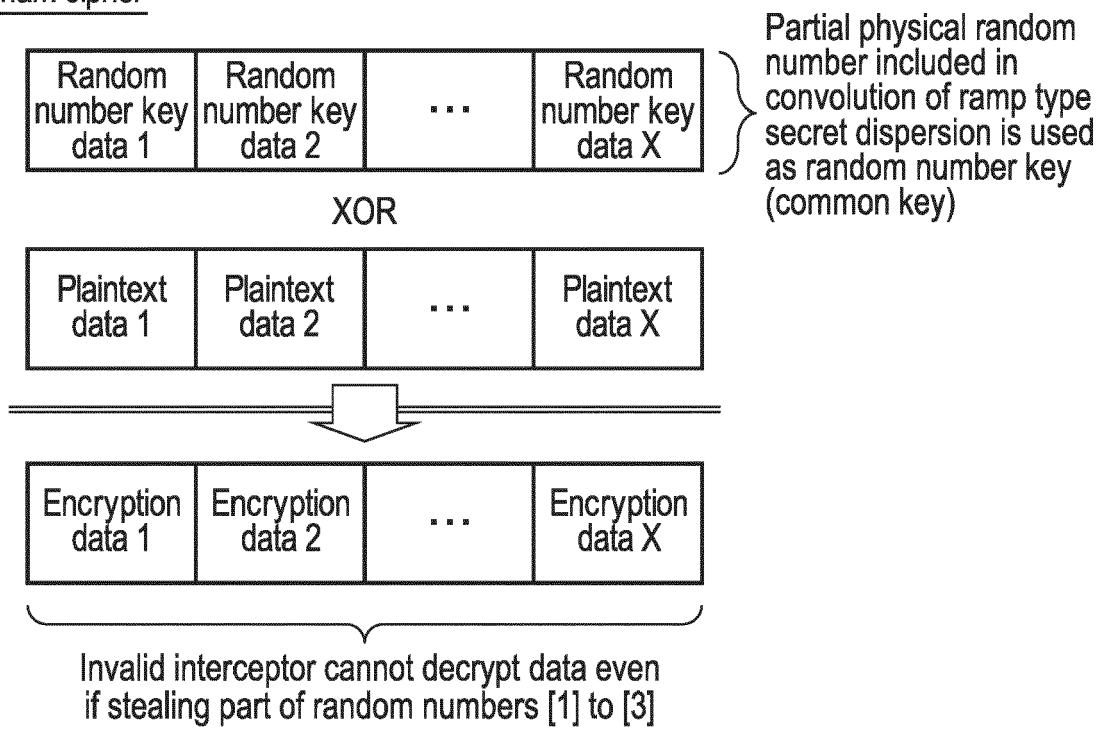 cipher
Partial physical random
number included in
convolution of ramp type
secret dispersion is used
as random number key
(common key)
Random
number key
data 1
Random
number key
data 2
...
Random
number key
data X
XOR
Plaintext
data 1
Plaintext
data 2
...
Plaintext
data X
Encryption
data 1
Encryption
data 2
...
Encryption
data X
Invalid interceptor cannot decrypt data even
if stealing part of random numbers [1] to [3]